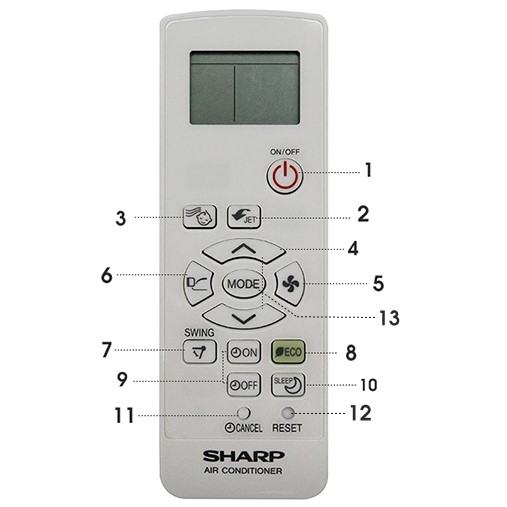 ON/OFF
1
3
JET
2
4
6
MODE
5
13
SWING
7
ON
ECO
8
9
OFF
SLEEP
10
11
CANCEL
RESET
12
SHARP
AIR CONDITIONER